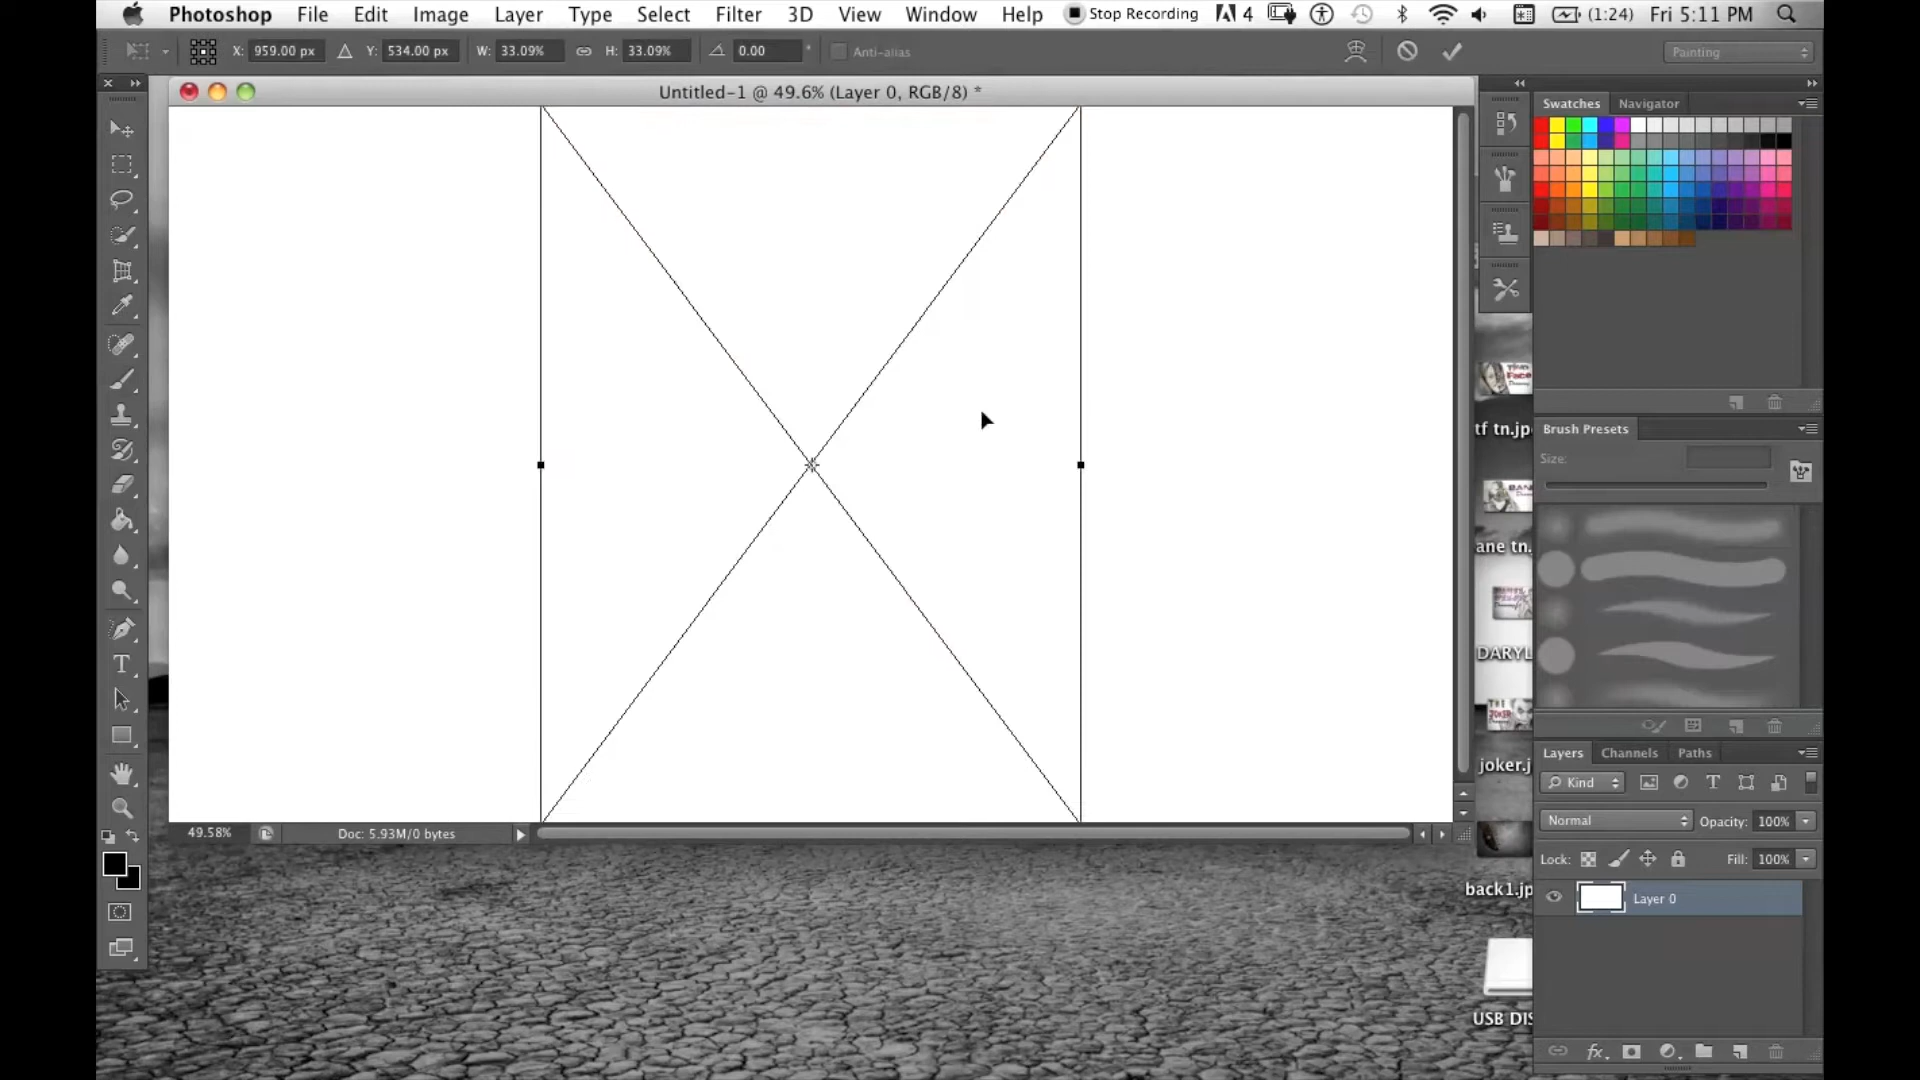 Photoshop File Edit Image Layer Type Select Filter 3D View Window Help Stop Recording 4 (1:24) Fri 5:11 PM
X: 959.00 px Y: 534.00 px W: 33.09% H: 33.09% 0.00 ° Anti-alias Painting
Untitled-1 @ 49.6% (Layer 0, RGB/8) *
Swatches Navigator
tf tn.jp
Brush Presets
Size:
ane tn.
DARYL
joker.j
Layers Channels Paths
Kind
Normal Opacity: 100%
49.58% Doc: 5.93M/0 bytes
Lock: Fill: 100%
back1.jp
Layer 0
USB DIS
fx